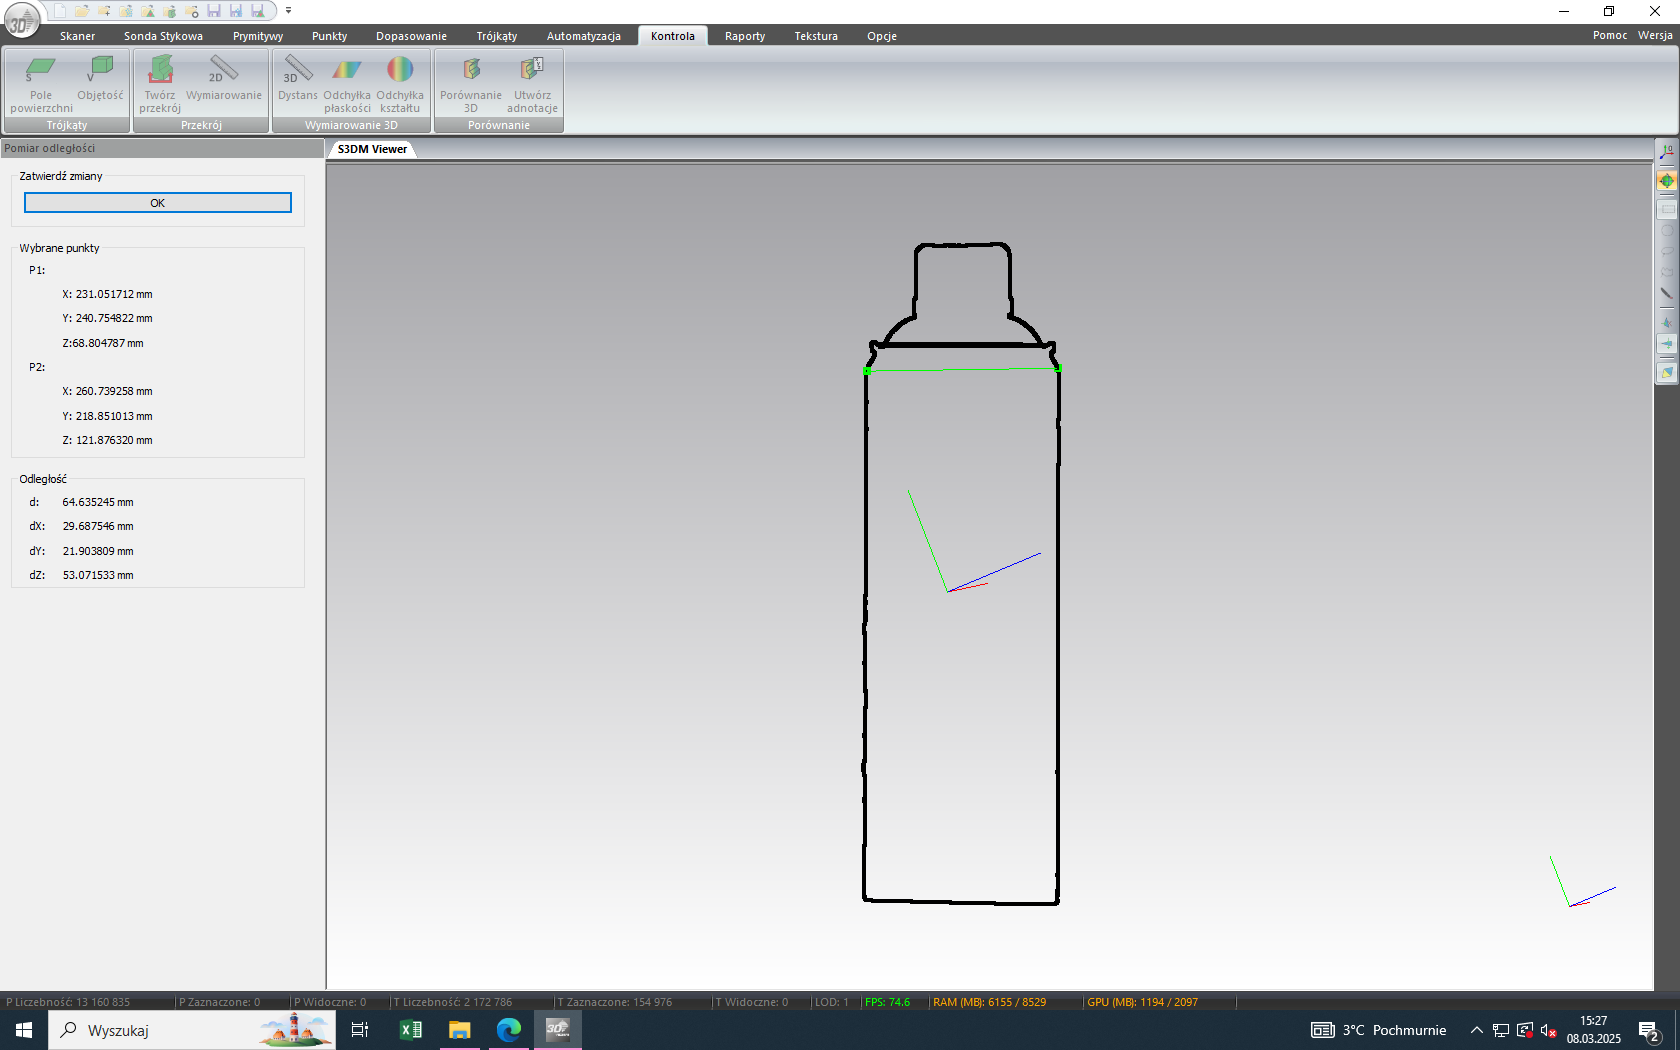 3D
Skaner Sonda Stykowa Prymitywy Punkty Dopasowanie Trójkąty Automatyzacja Kontrola Raporty Tekstura Opcje Pomoc Wersja
S V 2D 3D
Pole powierzchni
Objętość
Twórz przekrój
Wymiarowanie
Dystans
Odchyłka płaskości
Odchyłka kształtu
Porównanie 3D
Utwórz adnotacje
Trójkąty Przekrój Wymiarowanie 3D Porównanie
Pomiar odległości
S3DM Viewer
Zatwierdź zmiany
OK
Wybrane punkty
P1:
X: 231.051712 mm
Y: 240.754822 mm
Z:68.804787 mm
P2:
X: 260.739258 mm
Y: 218.851013 mm
Z: 121.876320 mm
Odległość
d: 64.635245 mm
dX: 29.687546 mm
dY: 21.903809 mm
dZ: 53.071533 mm
P Liczebność: 13 160 835 P Zaznaczone: 0 P Widoczne: 0 T Liczebność: 2 172 786 T Zaznaczone: 154 976 T Widoczne: 0 LOD: 1 FPS: 74.6 RAM (MB): 6155 / 8529 GPU (MB): 1194 / 2097
Wyszukaj
3D
3°C Pochmurnie
15:27
08.03.2025
2